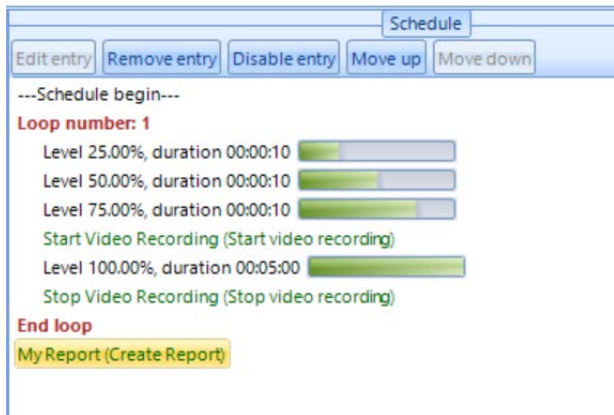 Schedule
Edit entry Remove entry Disable entry Move up Move down
---Schedule begin---
Loop number: 1
Level 25.00%, duration 00:00:10
Level 50.00%, duration 00:00:10
Level 75.00%, duration 00:00:10
Start Video Recording (Start video recording)
Level 100.00%, duration 00:05:00
Stop Video Recording (Stop video recording)
End loop
My Report (Create Report)